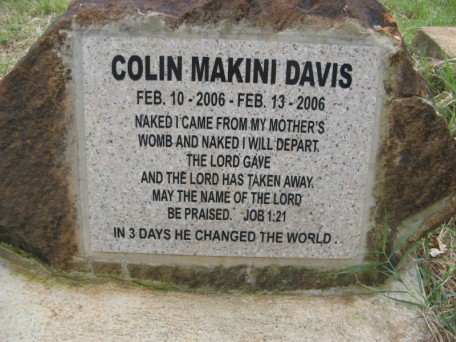 COLIN MAKINI DAVIS
FEB. 10 - 2006 - FEB. 13 - 2006
NAKED I CAME FROM MY MOTHER'S
WOMB AND NAKED I WILL DEPART.
THE LORD GAVE
AND THE LORD HAS TAKEN AWAY.
MAY THE NAME OF THE LORD
BE PRAISED. JOB 1:21
IN 3 DAYS HE CHANGED THE WORLD .